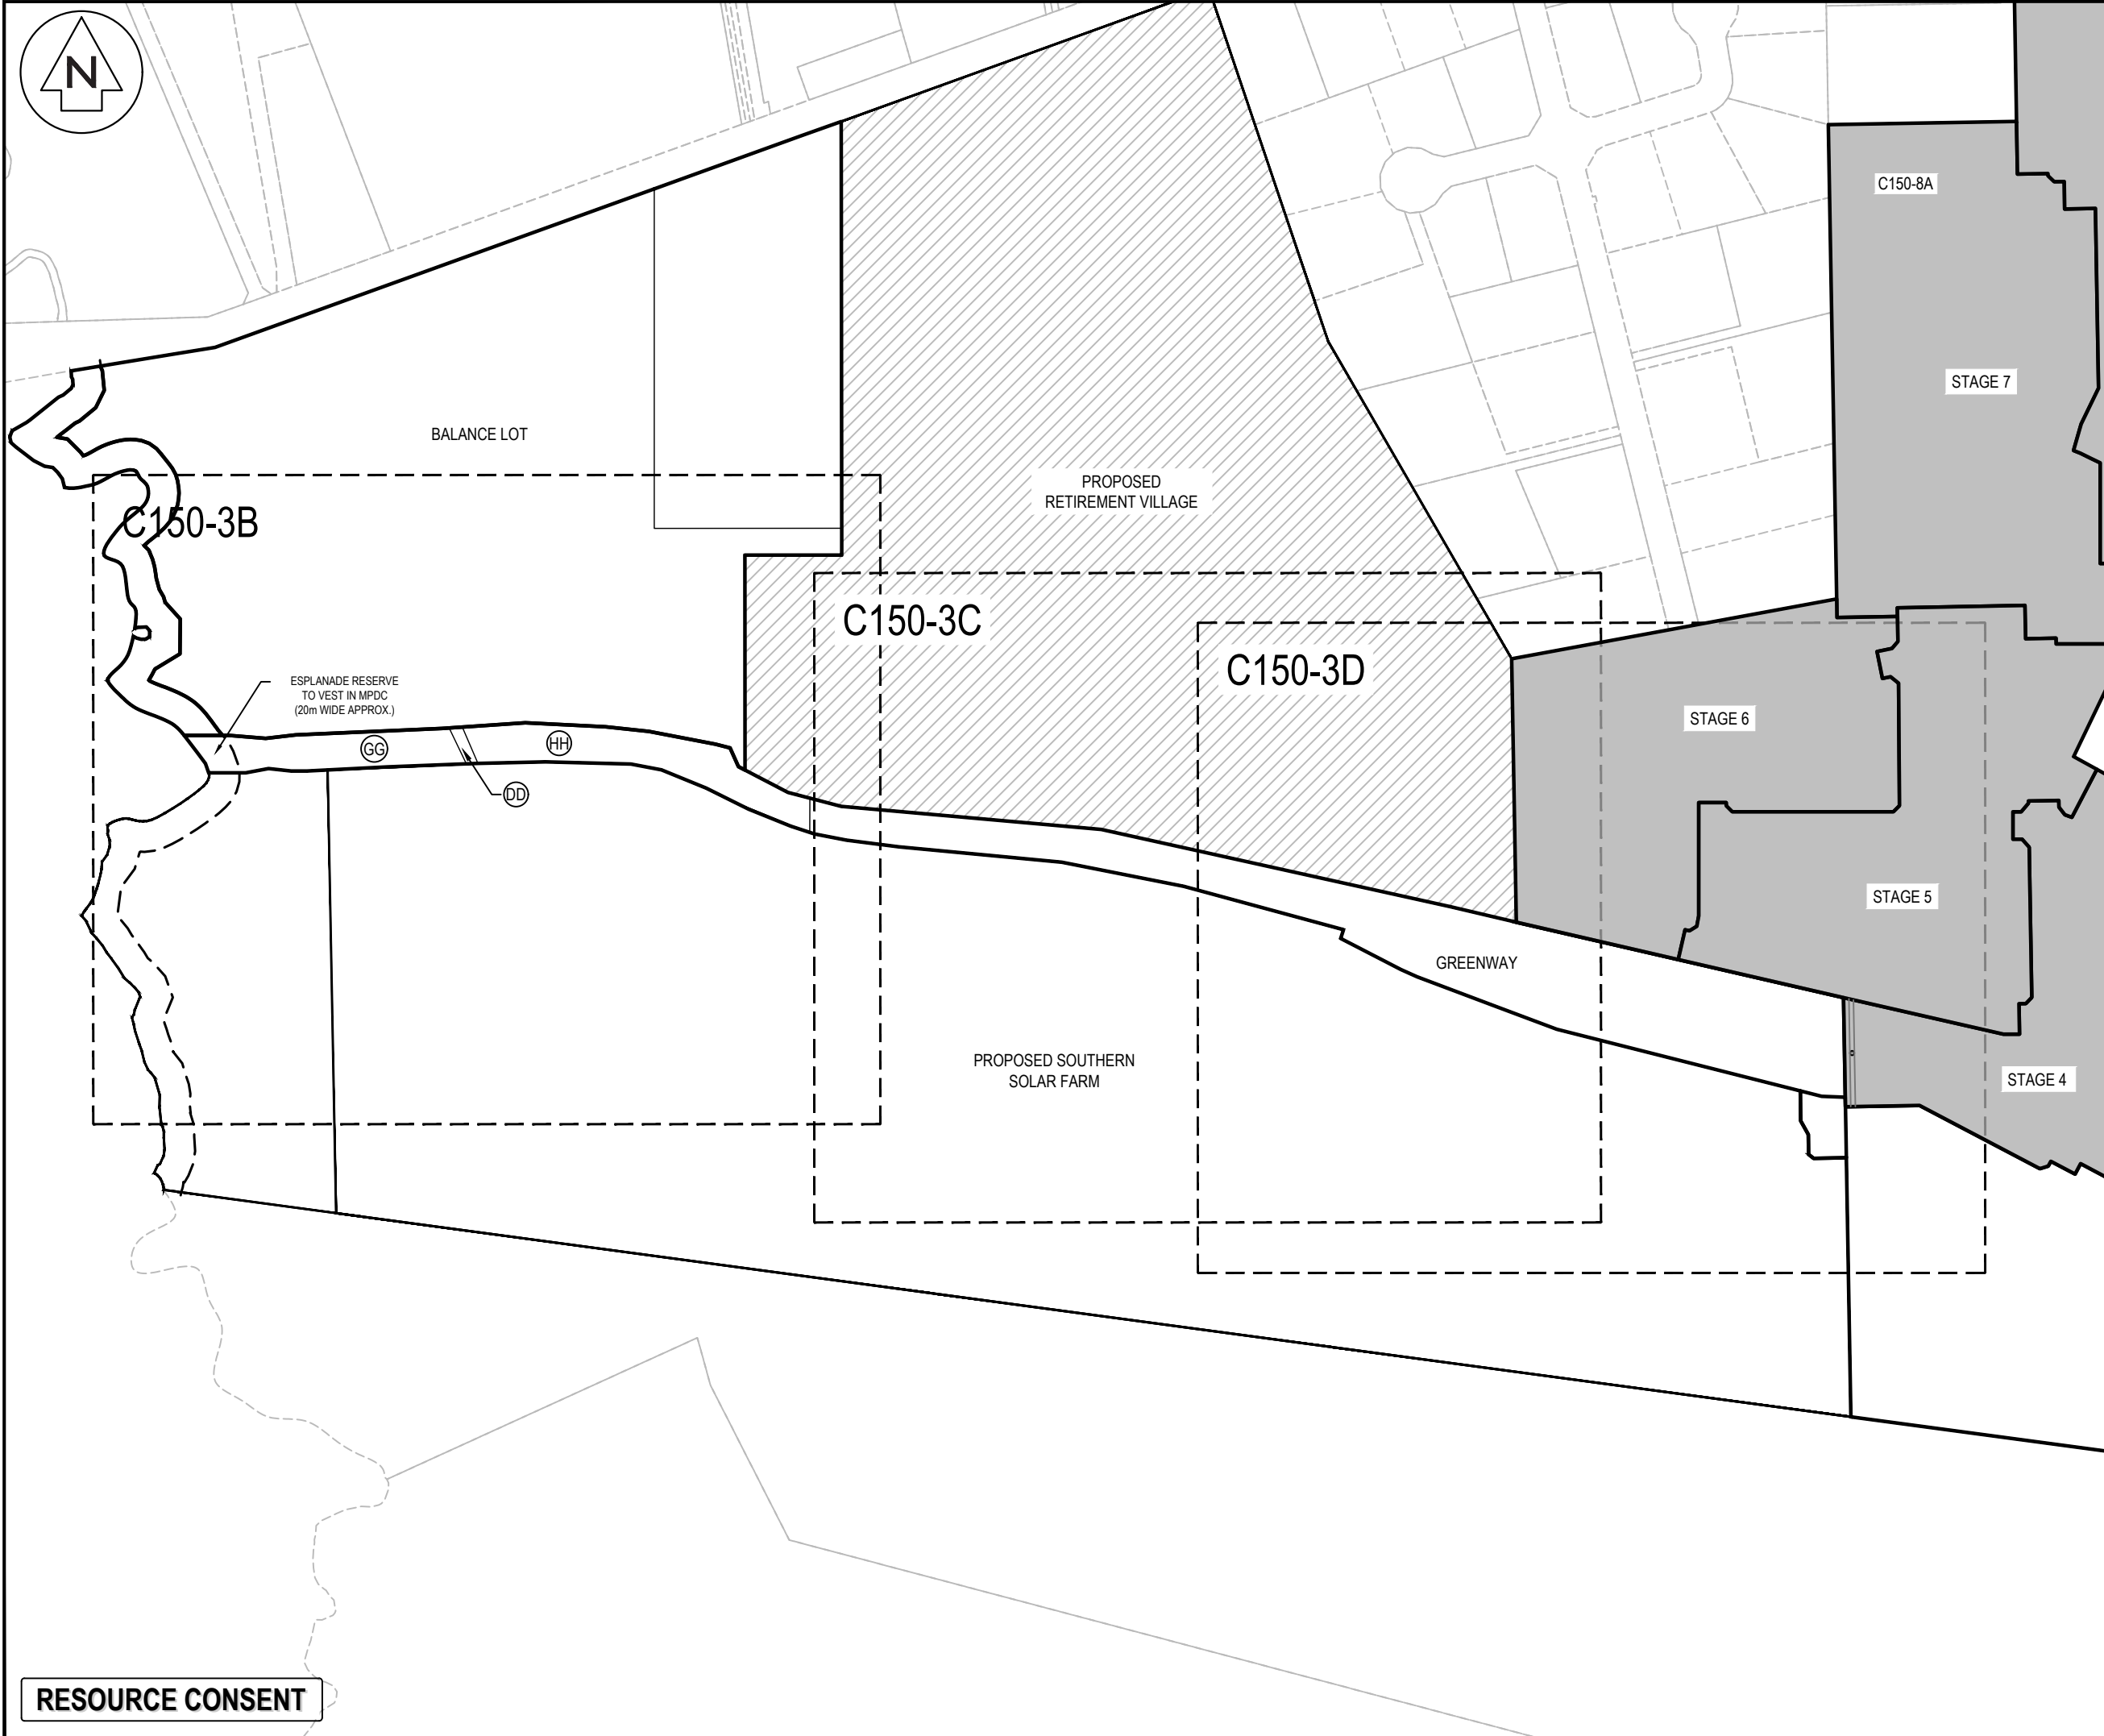 N
C150-8A
STAGE 7
BALANCE LOT
PROPOSED
RETIREMENT VILLAGE
C150-3B
C150-3C
C150-3D
ESPLANADE RESERVE
TO VEST IN MPDC
(20m WIDE APPROX.)
STAGE 6
GG
HH
DD
STAGE 5
GREENWAY
PROPOSED SOUTHERN
SOLAR FARM
STAGE 4
RESOURCE CONSENT